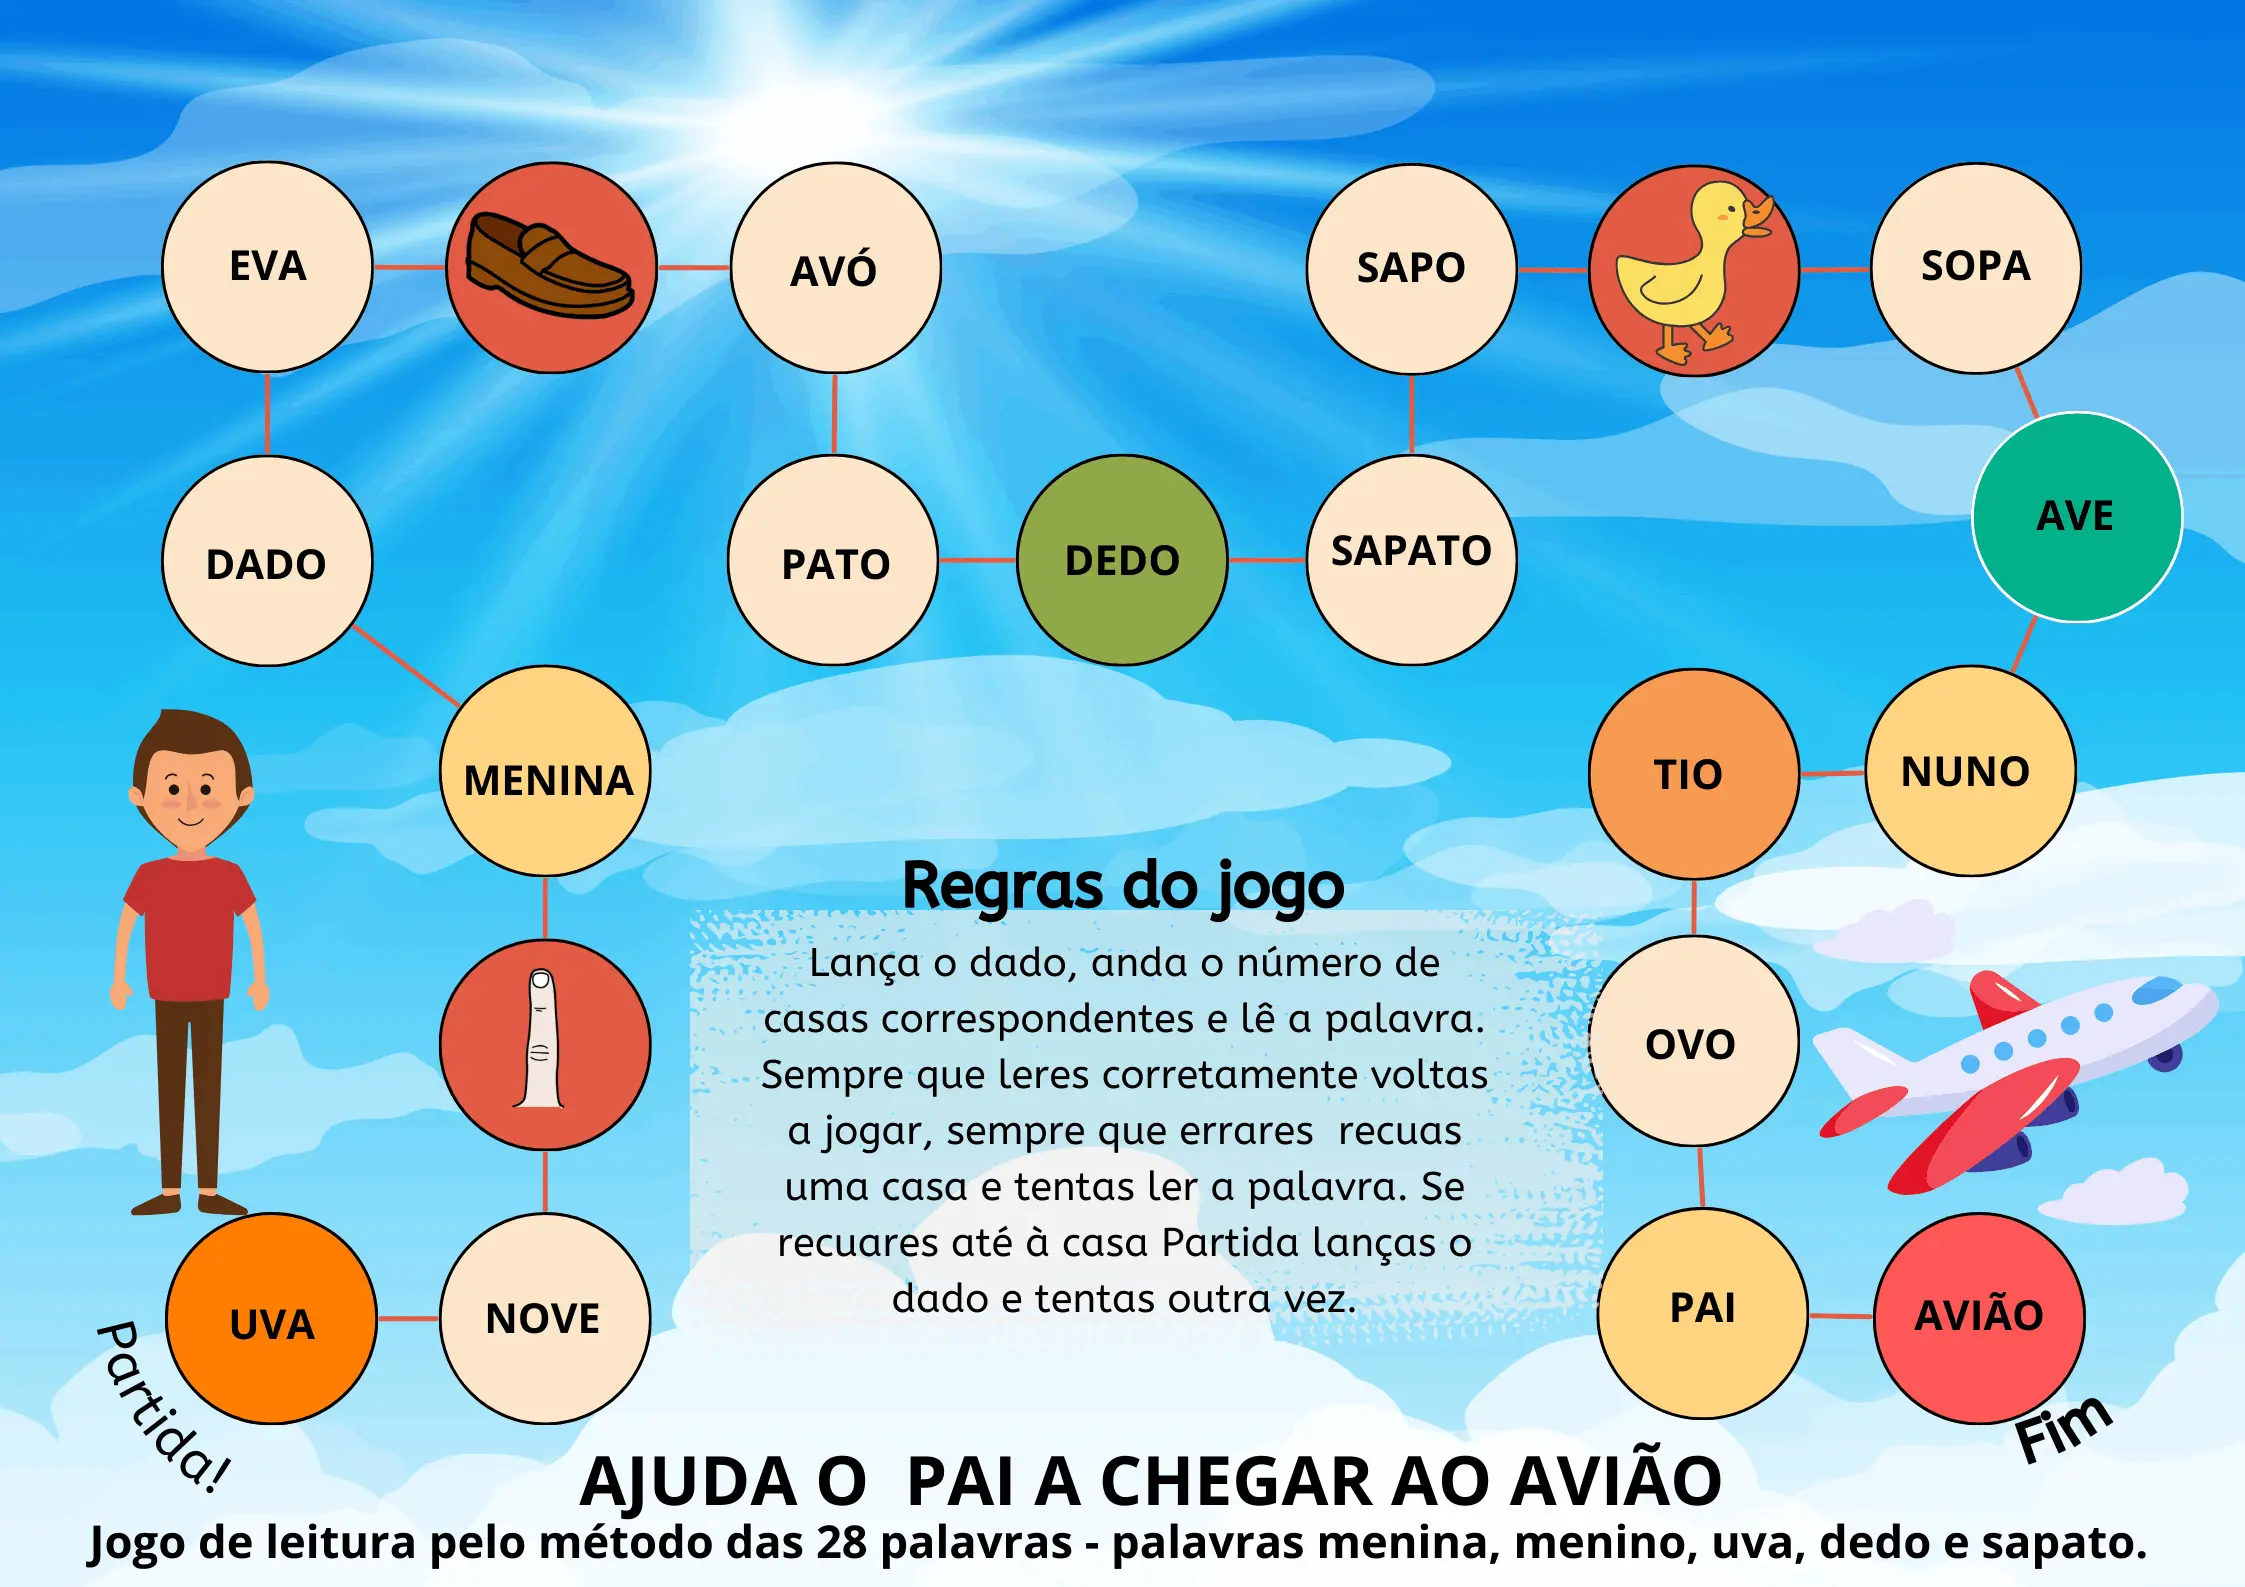 EVA
AVÓ
SAPO
SOPA
DADO
PATO
DEDO
SAPATO
AVE
MENINA
TIO
NUNO
OVO
UVA
NOVE
PAI
AVIÃO
Regras do jogo
Lança o dado, anda o número de
casas correspondentes e lê a palavra.
Sempre que leres corretamente voltas
a jogar, sempre que errares  recuas
uma casa e tentas ler a palavra. Se
recuares até à casa Partida lanças o
dado e tentas outra vez.
Partida!
Fim
AJUDA O  PAI A CHEGAR AO AVIÃO
Jogo de leitura pelo método das 28 palavras - palavras menina, menino, uva, dedo e sapato.